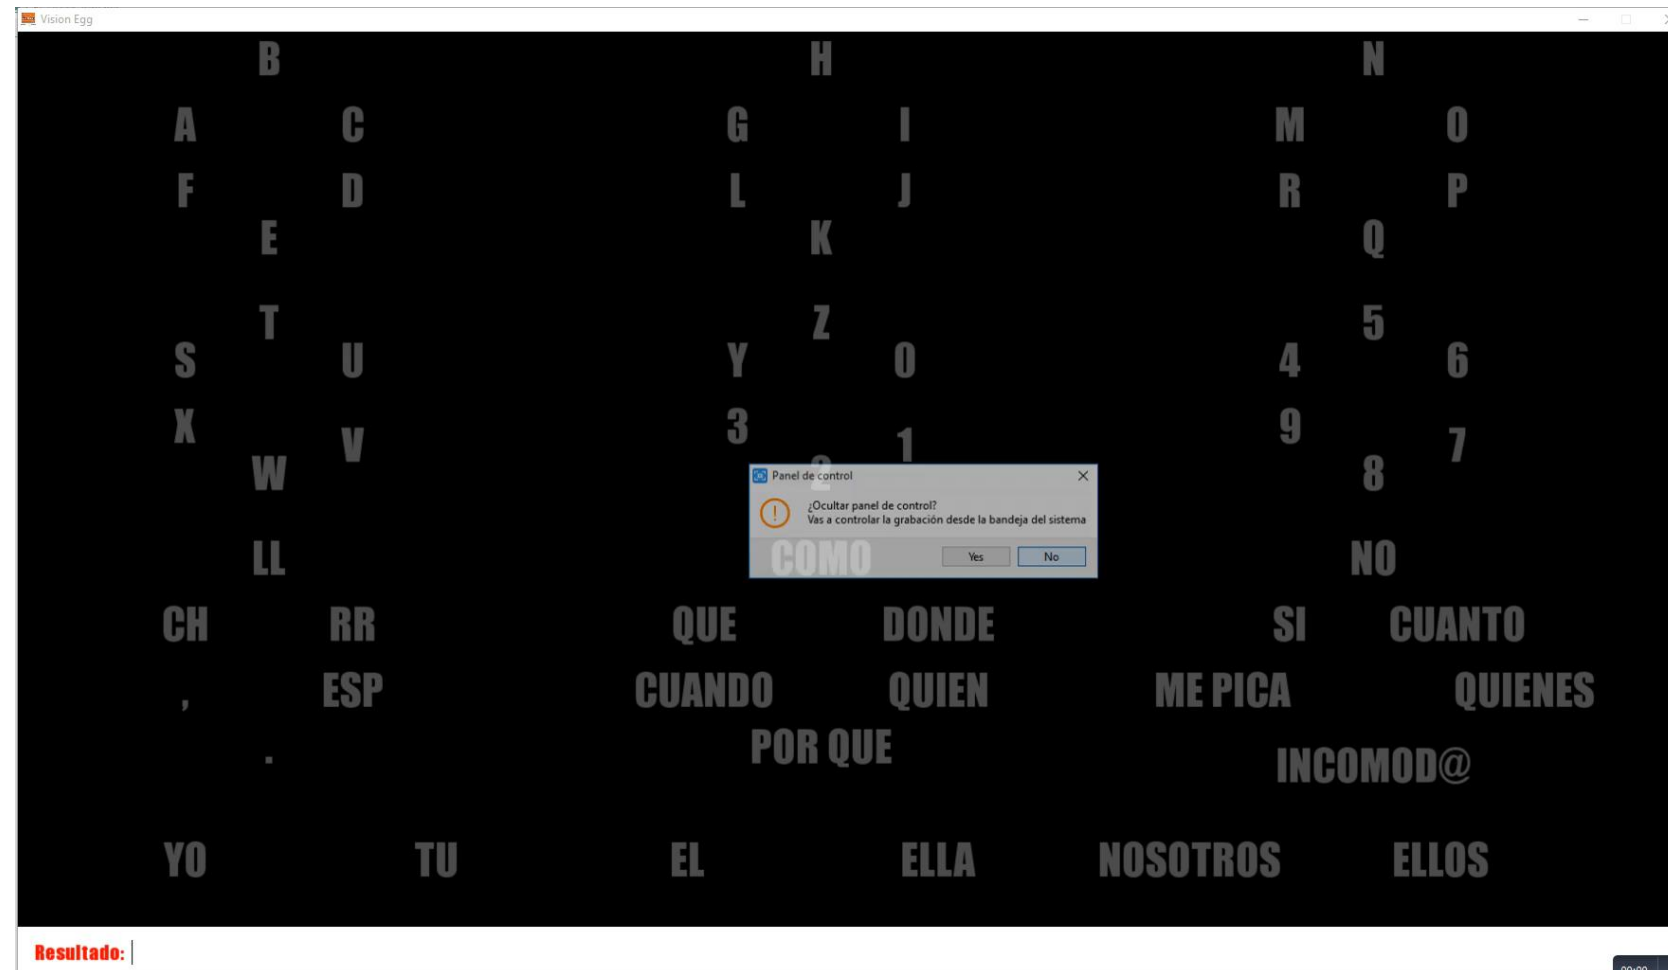 Vision Egg
B H N
A C G I M O
F D L J R P
E K Q
T Z 5
S U Y 0 4 6
X V 3 1 9 7
W 2 8
Panel de control
¿Ocultar panel de control?
Vas a controlar la grabación desde la bandeja del sistema
Yes No
LL COMO NO
CH RR QUE DONDE SI CUANTO
, ESP CUANDO QUIEN ME PICA QUIENES
. POR QUE INCOMOD@
YO TU EL ELLA NOSOTROS ELLOS
Resultado: